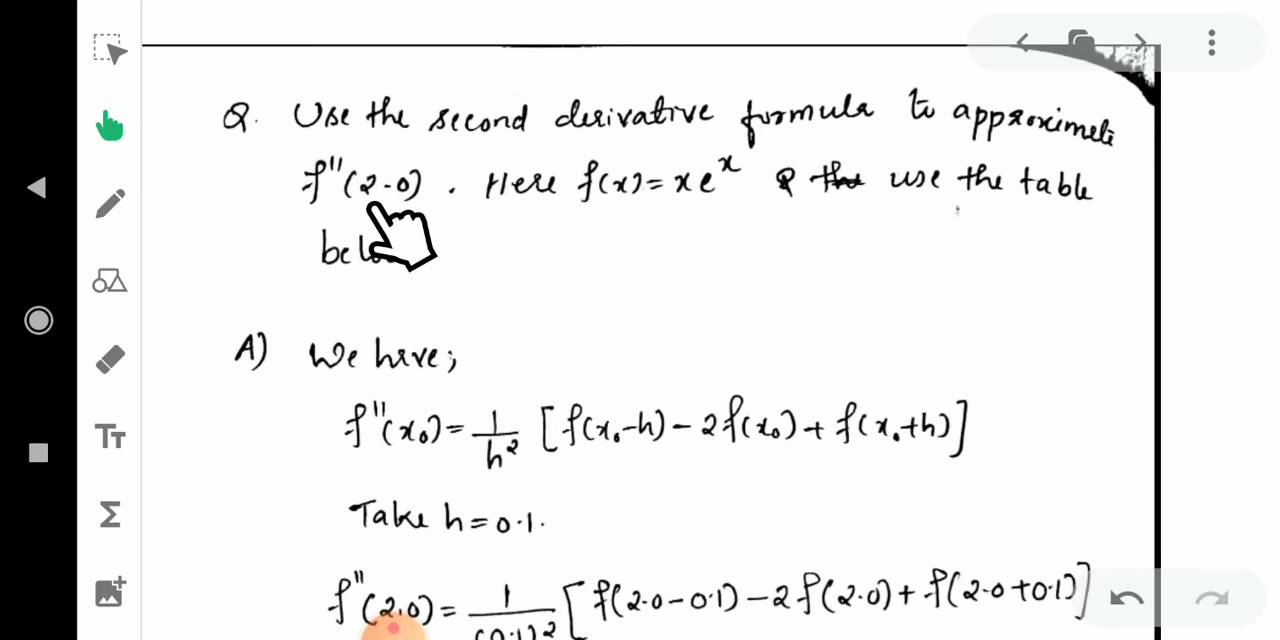 Q. Use the second derivative formula to approximate
f''(2.0). Here f(x) = xe^x & use the table
A) We have;
f''(x₀) = 1/h² [f(x₀-h) - 2f(x₀) + f(x₀+h)]
Take h = 0.1.
f''(2.0) = 1/(0.1)² [f(2.0-0.1) - 2f(2.0) + f(2.0+0.1)]
TT
Σ